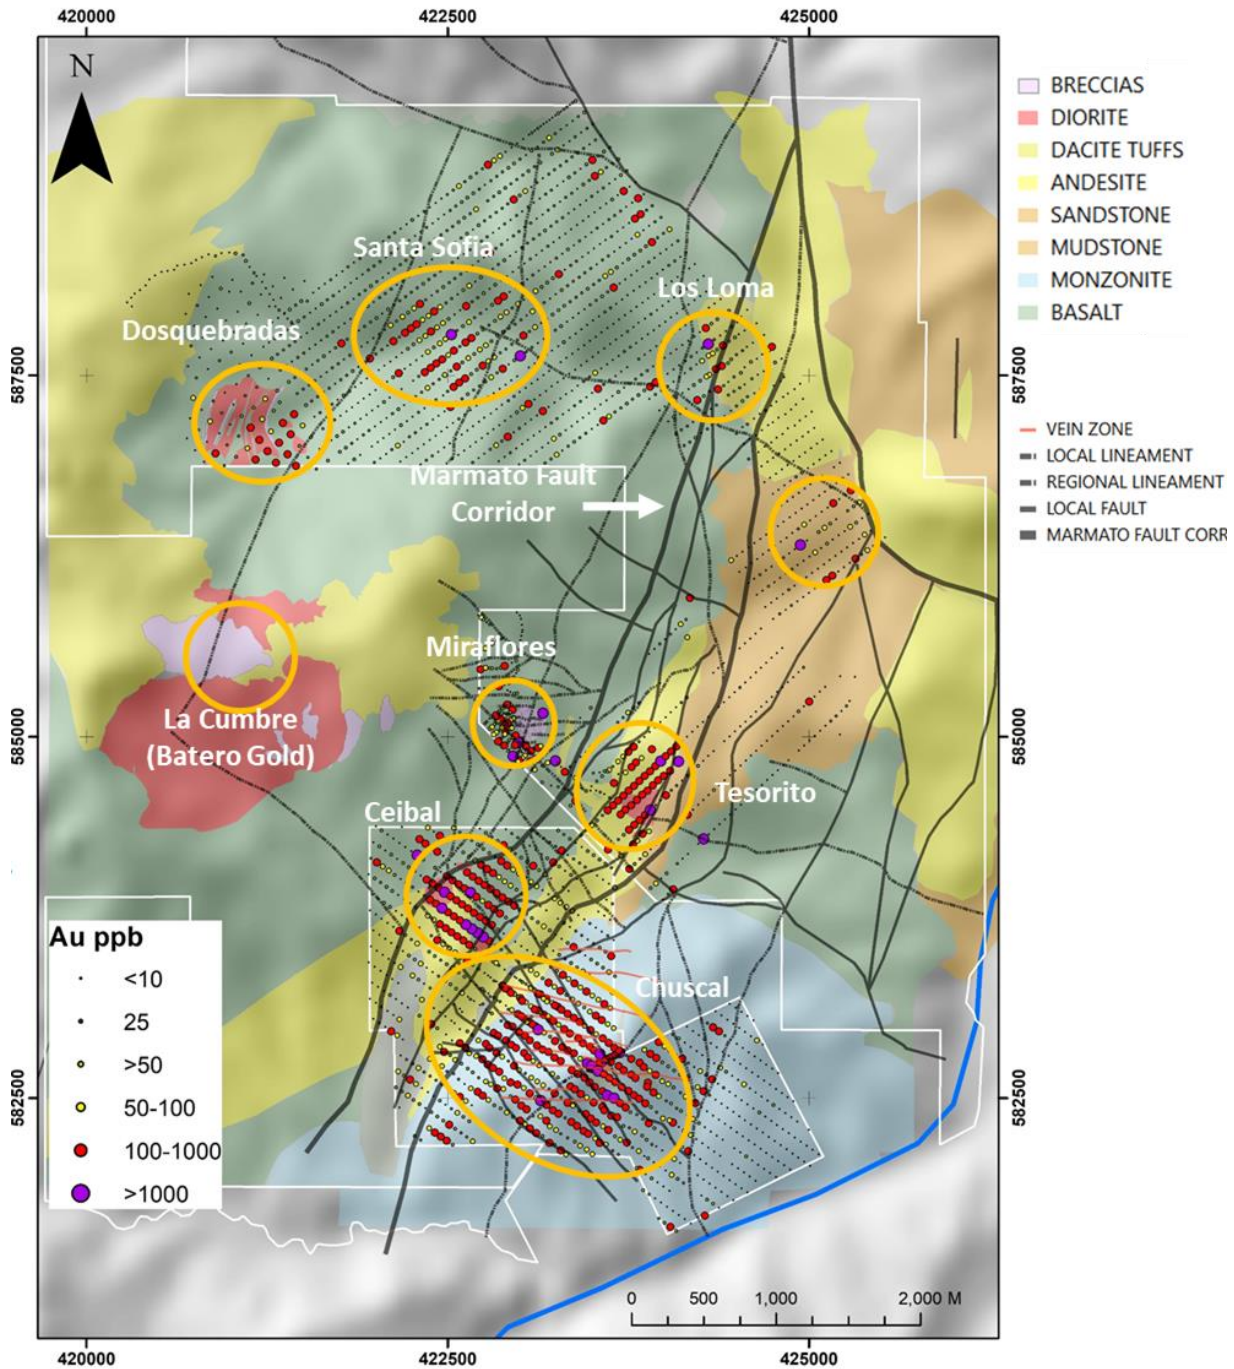 420000
422500
425000
N
BRECCIAS
DIORITE
DACITE TUFFS
ANDESITE
SANDSTONE
MUDSTONE
MONZONITE
BASALT
Santa Sofia
Los Loma
Dosquebradas
587500
587500
VEIN ZONE
LOCAL LINEAMENT
REGIONAL LINEAMENT
LOCAL FAULT
MARMATO FAULT CORR
Marmato Fault
Corridor
Miraflores
La Cumbre
(Batero Gold)
585000
585000
Tesorito
Ceibal
Au ppb
<10
25
>50
50-100
100-1000
>1000
Chuscal
582500
582500
0
500
1,000
2,000 M
420000
422500
425000